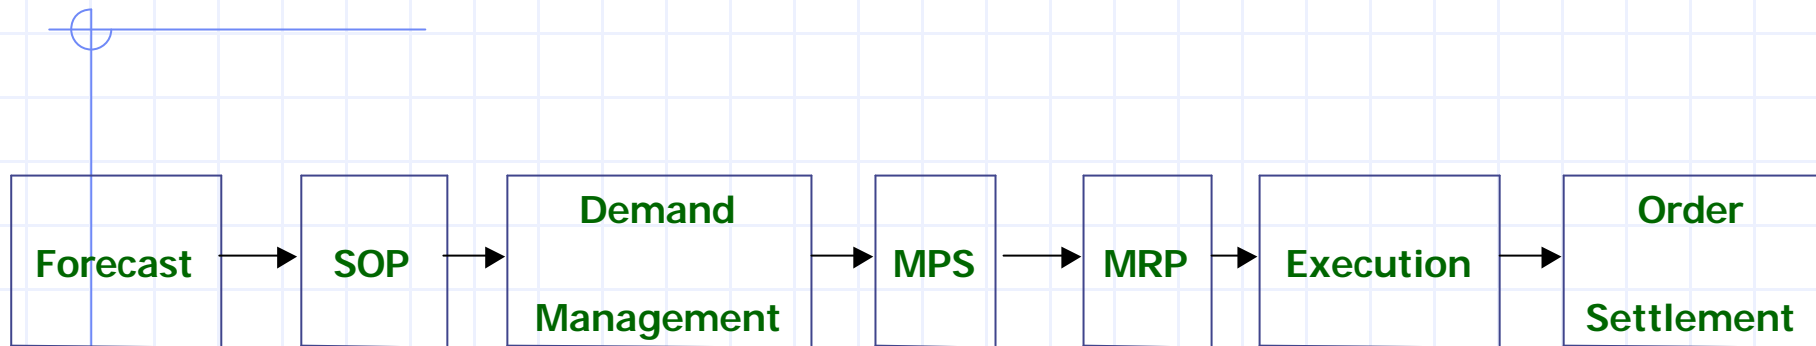 Forecast
SOP
Demand
Management
MPS
MRP
Execution
Order
Settlement